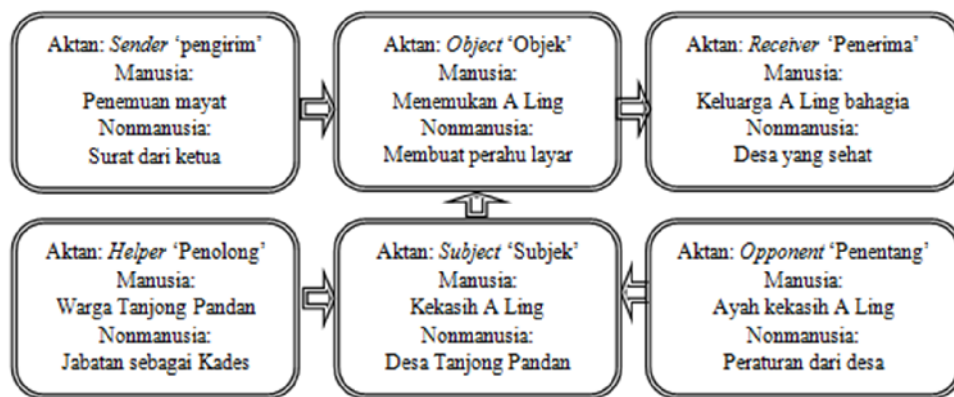 Aktan: Sender ‘pengirim’
Manusia:
Penemuan mayat
Nonmanusia:
Surat dari ketua
Aktan: Object ‘Objek’
Manusia:
Menemukan A Ling
Nonmanusia:
Membuat perahu layar
Aktan: Receiver ‘Penerima’
Manusia:
Keluarga A Ling bahagia
Nonmanusia:
Desa yang sehat
Aktan: Helper ‘Penolong’
Manusia:
Warga Tanjong Pandan
Nonmanusia:
Jabatan sebagai Kades
Aktan: Subject ‘Subjek’
Manusia:
Kekasih A Ling
Nonmanusia:
Desa Tanjong Pandan
Aktan: Opponent ‘Penentang’
Manusia:
Ayah kekasih A Ling
Nonmanusia:
Peraturan dari desa